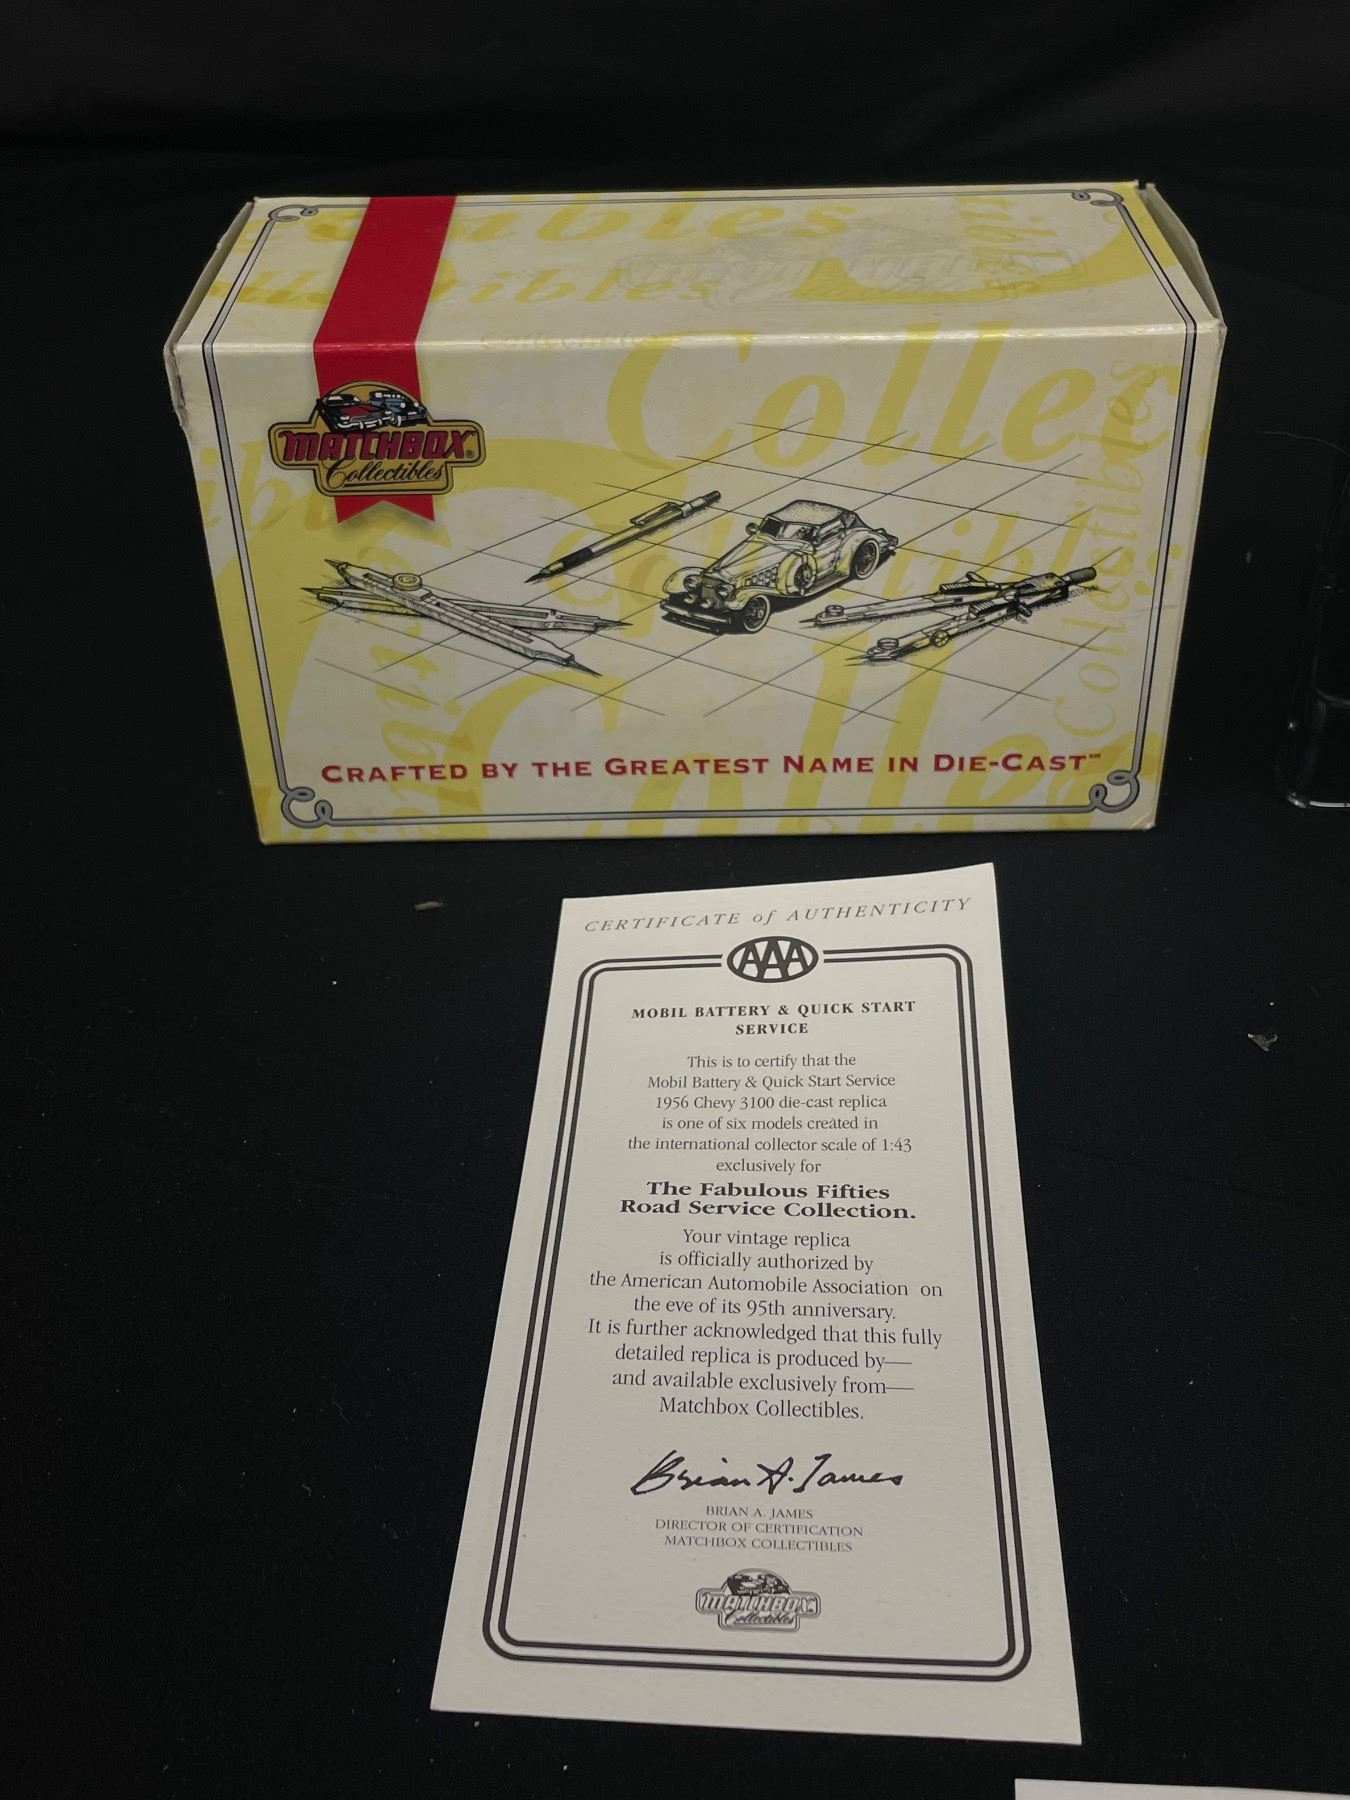 Collectibles
MATCHBOX®
Collectibles
Colle
Collectibles
CRAFTED BY THE GREATEST NAME IN DIE-CAST™
CERTIFICATE of AUTHENTICITY
AAA
MOBIL BATTERY & QUICK START
SERVICE
This is to certify that the
Mobil Battery & Quick Start Service
1956 Chevy 3100 die-cast replica
is one of six models created in
the international collector scale of 1:43
exclusively for
The Fabulous Fifties
Road Service Collection.
Your vintage replica
is officially authorized by
the American Automobile Association on
the eve of its 95th anniversary.
It is further acknowledged that this fully
detailed replica is produced by—
and available exclusively from—
Matchbox Collectibles.
Brian A. James
BRIAN A. JAMES
DIRECTOR OF CERTIFICATION
MATCHBOX COLLECTIBLES
MATCHBOX
Collectibles